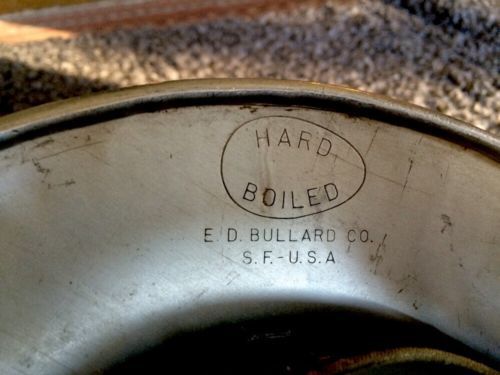 HARD
BOILED
E. D. BULLARD CO.
S.F.-U.S.A